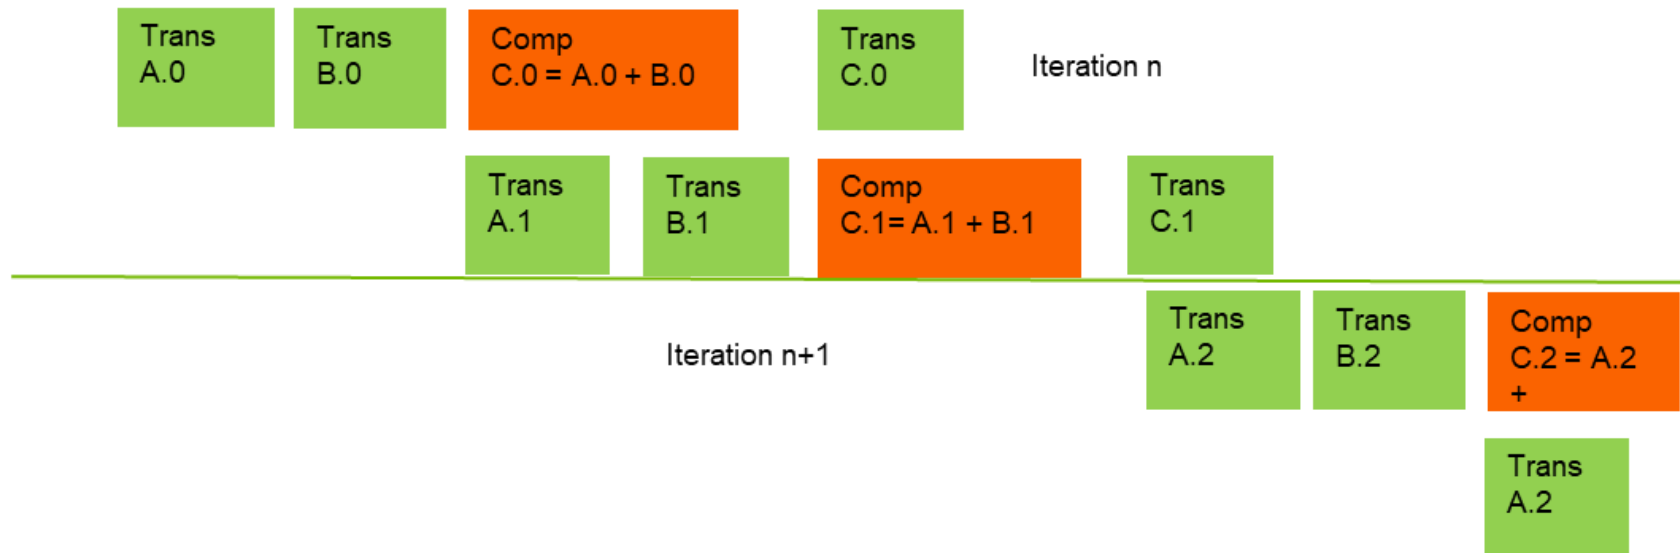 Trans
A.0
Trans
B.0
Comp
C.0 = A.0 + B.0
Trans
C.0
Iteration n
Trans
A.1
Trans
B.1
Comp
C.1= A.1 + B.1
Trans
C.1
Iteration n+1
Trans
A.2
Trans
B.2
Comp
C.2 = A.2
+
Trans
A.2